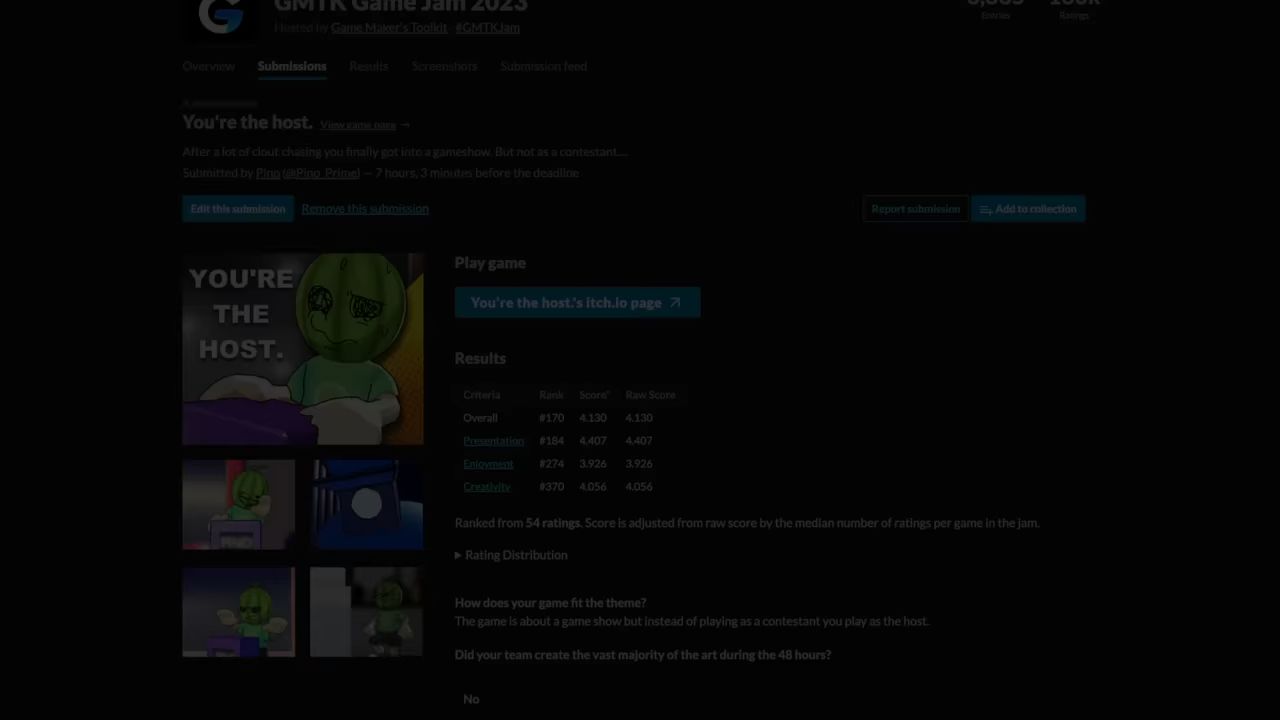 GMTK Game Jam 2023
Hosted by Game Maker's Toolkit · #GMTKJam
Entries Ratings
Overview Submissions Results Screenshots Submission feed
You're the host. View game page →
After a lot of clout chasing you finally got into a gameshow. But not as a contestant...
Submitted by Pino (@Pino_Prime) — 7 hours, 3 minutes before the deadline
Edit this submission Remove this submission Report submission Add to collection
YOU'RE
THE
HOST.
Play game
You're the host.'s itch.io page
Results
Criteria Rank Score* Raw Score
Overall #170 4.130 4.130
Presentation #184 4.407 4.407
Enjoyment #274 3.926 3.926
Creativity #370 4.056 4.056
Ranked from 54 ratings. Score is adjusted from raw score by the median number of ratings per game in the jam.
Rating Distribution
How does your game fit the theme?
The game is about a game show but instead of playing as a contestant you play as the host.
Did your team create the vast majority of the art during the 48 hours?
No